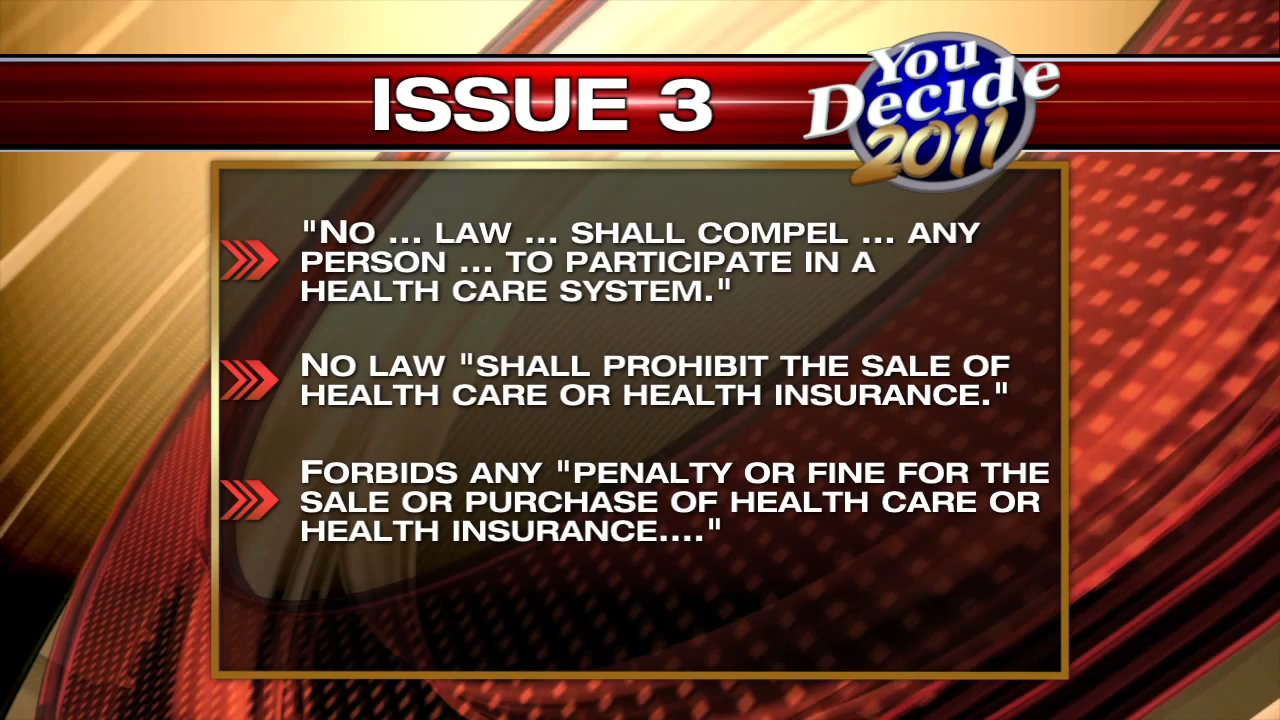 ISSUE 3
You
Decide
2011
"NO ... LAW ... SHALL COMPEL ... ANY
PERSON ... TO PARTICIPATE IN A
HEALTH CARE SYSTEM."
NO LAW "SHALL PROHIBIT THE SALE OF
HEALTH CARE OR HEALTH INSURANCE."
FORBIDS ANY "PENALTY OR FINE FOR THE
SALE OR PURCHASE OF HEALTH CARE OR
HEALTH INSURANCE...."